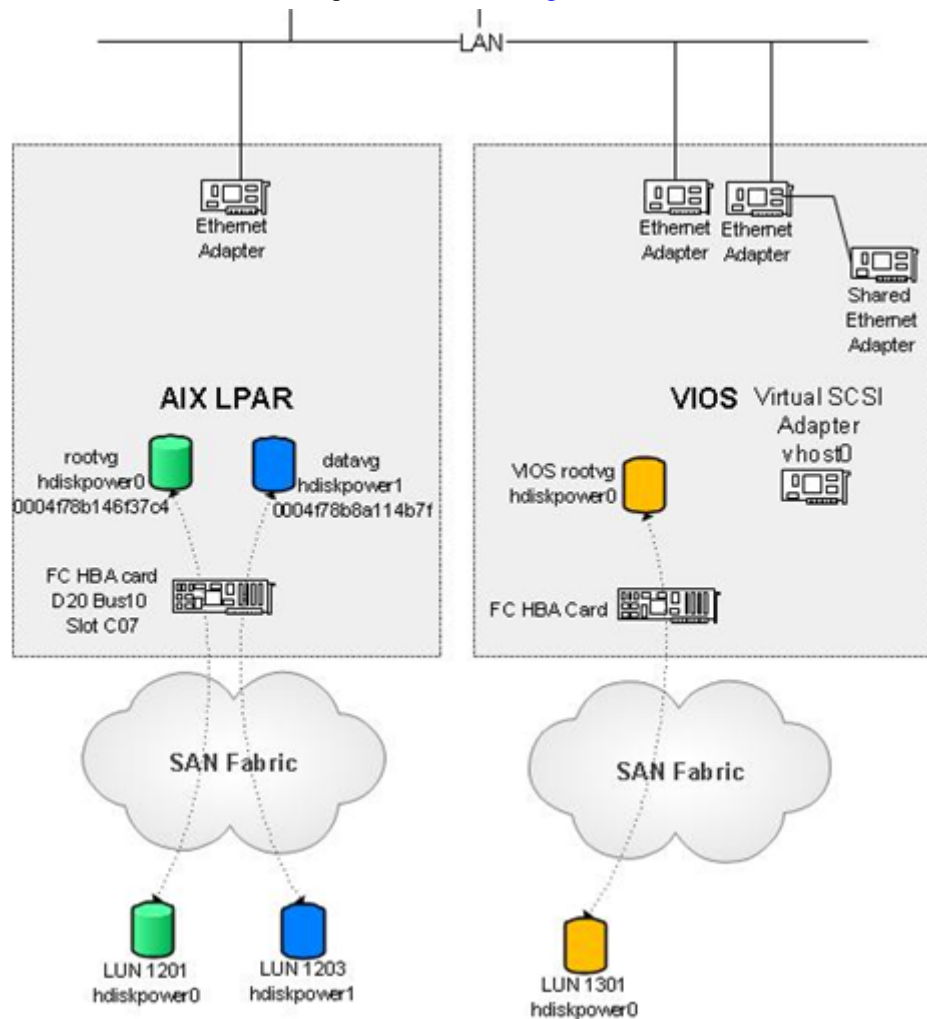 LAN
Ethernet
Adapter
Ethernet
Adapter
Ethernet
Adapter
Shared
Ethernet
Adapter
AIX LPAR
rootvg
hdiskpower0
0004f78b146f37c4
datavg
hdiskpower1
0004f78b8a114b7f
FC HBA card
D20 Bus10
Slot C07
VIOS
Virtual SCSI
Adapter
vhost0
VIOS rootvg
hdiskpower0
FC HBA Card
SAN Fabric
SAN Fabric
LUN 1201
hdiskpower0
LUN 1203
hdiskpower1
LUN 1301
hdiskpower0